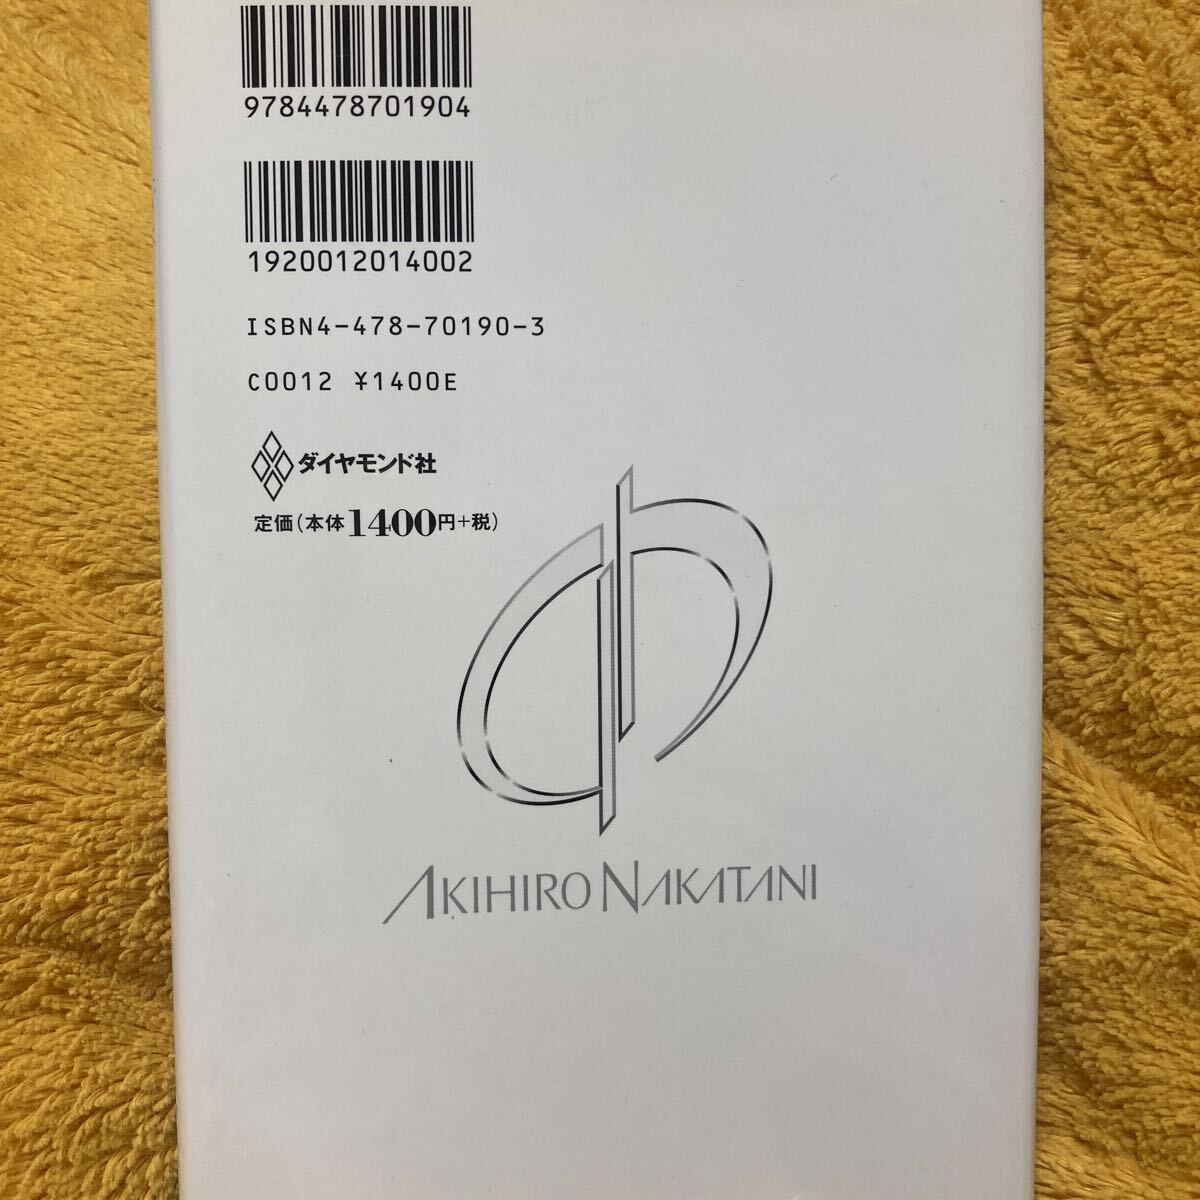 9784478701904
1920012014002
ISBN4-478-70190-3
C0012 ¥1400E
ダイヤモンド社
定価(本体1400円+税)
AKIHIRO NAKATANI